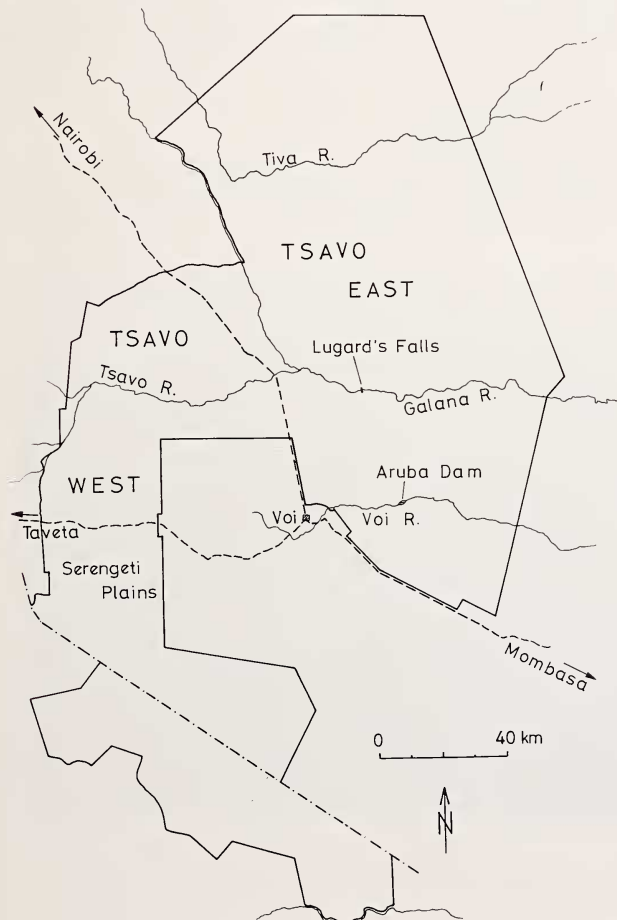 Nairobi
Tiva R.
TSAVO
EAST
TSAVO
Lugard's Falls
Tsavo R.
Galana R.
WEST
Aruba Dam
Voi
Voi R.
Taveta
Serengeti
Plains
Mombasa
0 40 km
N